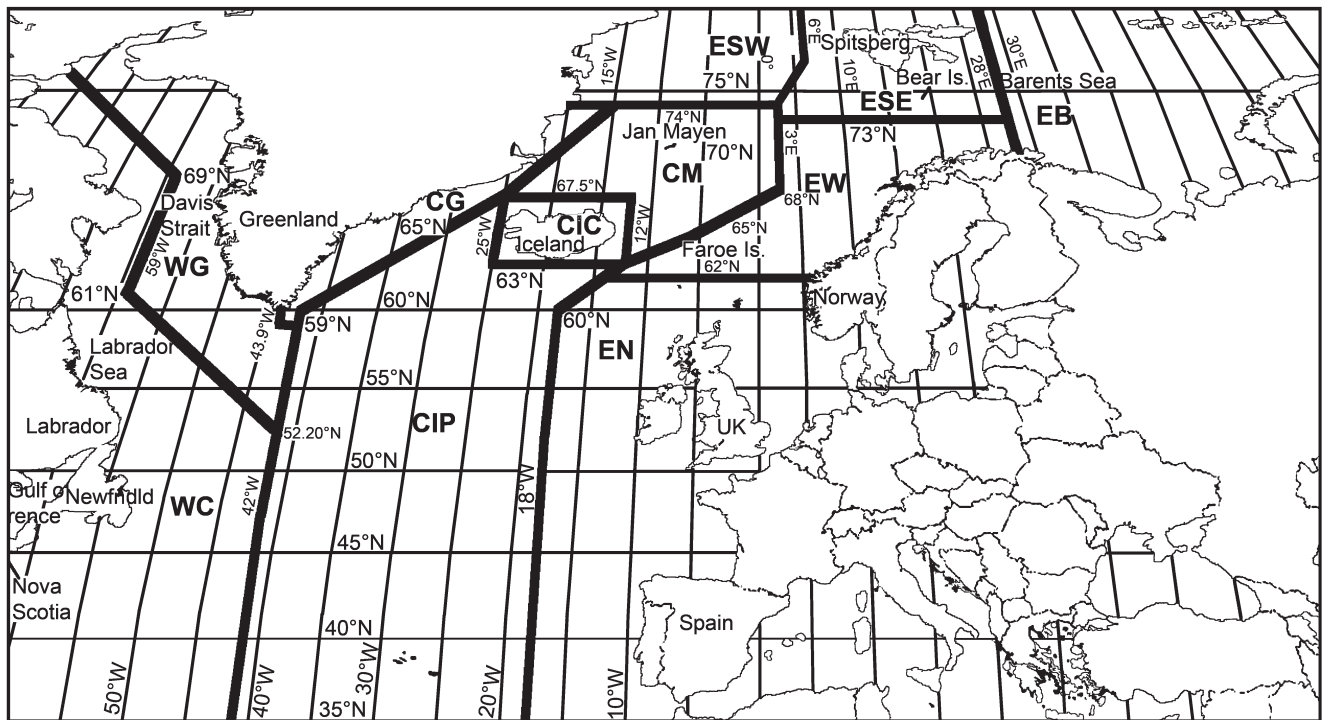 6°E
ESW
Spitsberg
30°E
15°W
0°
10°E
28°E
75°N
Bear Is.
Barents Sea
ESE
EB
74°N
Jan Mayen
73°N
3°E
70°N
CM
69°N
67.5°N
EW
68°N
Davis
Strait
Greenland
CG
65°N
25°W
CIC
Iceland
12°W
65°N
Faroe Is.
62°N
59°W
WG
61°N
63°N
60°N
Norway
43.9°W
59°N
60°N
Labrador
Sea
EN
55°N
Labrador
52.20°N
CIP
UK
50°N
Gulf o
rence
Newfndld
WC
42°W
18°W
45°N
Nova
Scotia
40°N
Spain
50°W
40°W
30°W
35°N
20°W
10°W